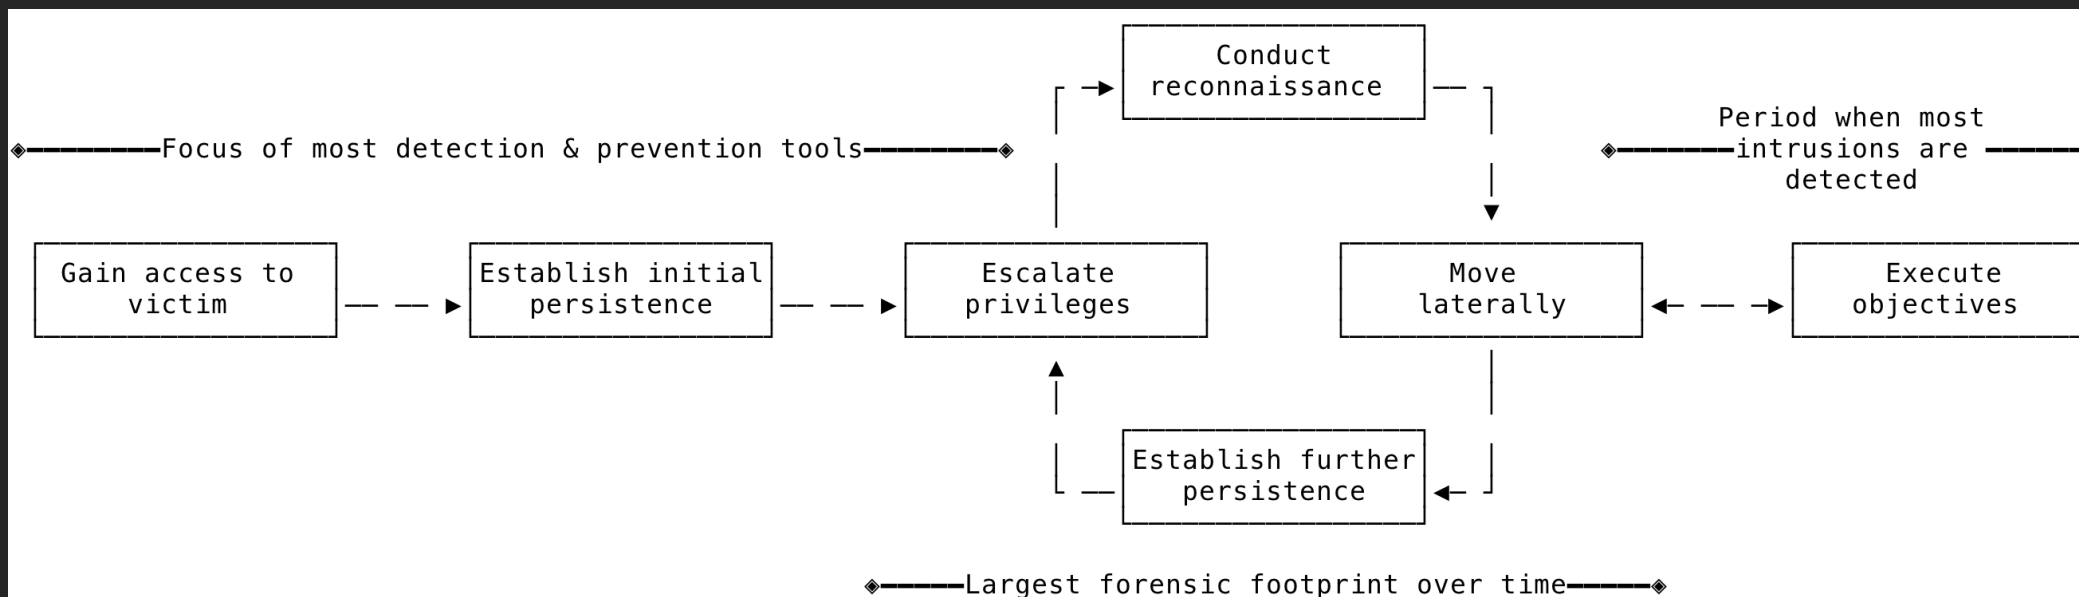 Conduct
reconnaissance
Period when most
Focus of most detection & prevention tools
intrusions are
detected
Gain access to
victim
Establish initial
persistence
Escalate
privileges
Move
laterally
Execute
objectives
Establish further
persistence
Largest forensic footprint over time